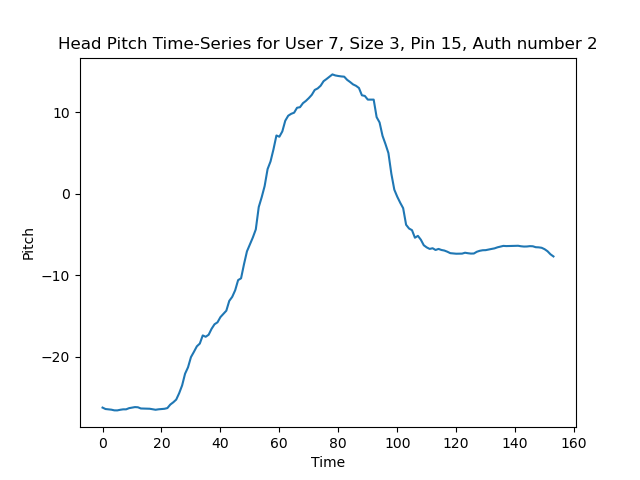 Head Pitch Time-Series for User 7, Size 3, Pin 15, Auth number 2
Pitch
10
0
−10
−20
0 20 40 60 80 100 120 140 160
Time